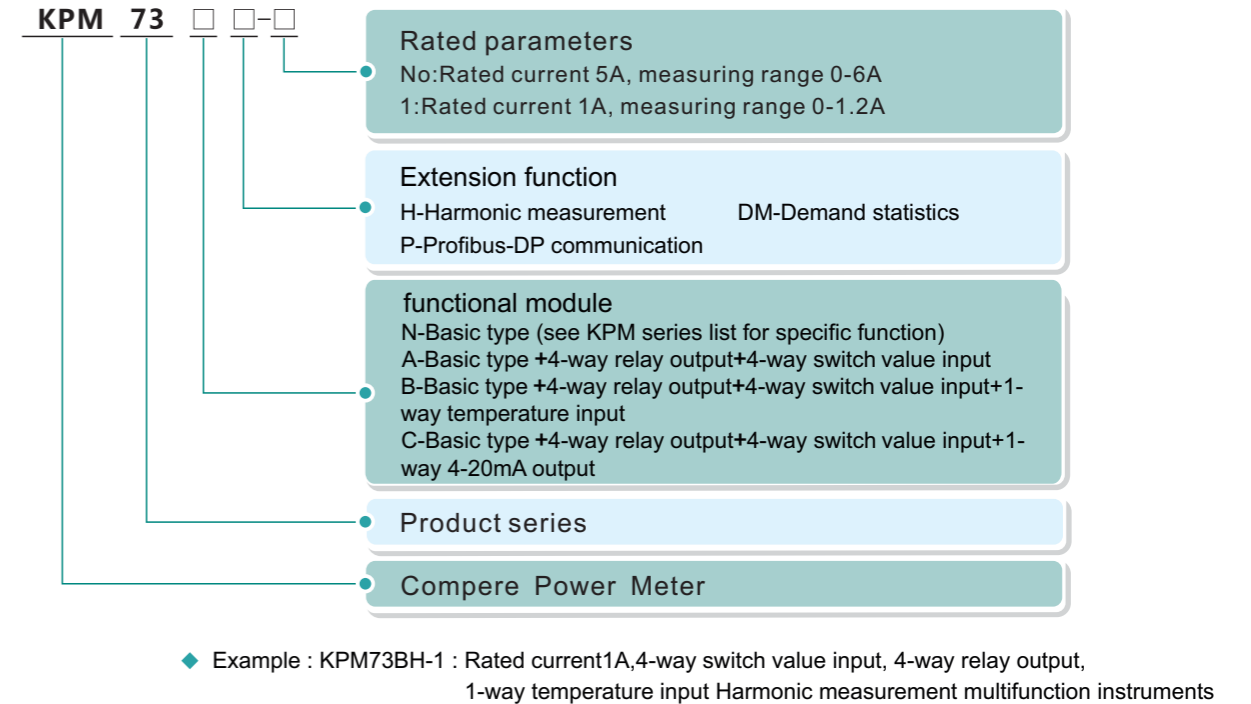 KPM 73 □ □-□
Rated parameters
No:Rated current 5A, measuring range 0-6A
1:Rated current 1A, measuring range 0-1.2A
Extension function
H-Harmonic measurement DM-Demand statistics
P-Profibus-DP communication
functional module
N-Basic type (see KPM series list for specific function)
A-Basic type +4-way relay output+4-way switch value input
B-Basic type +4-way relay output+4-way switch value input+1-
way temperature input
C-Basic type +4-way relay output+4-way switch value input+1-
way 4-20mA output
Product series
Compere Power Meter
Example : KPM73BH-1 : Rated current1A,4-way switch value input, 4-way relay output,
1-way temperature input Harmonic measurement multifunction instruments